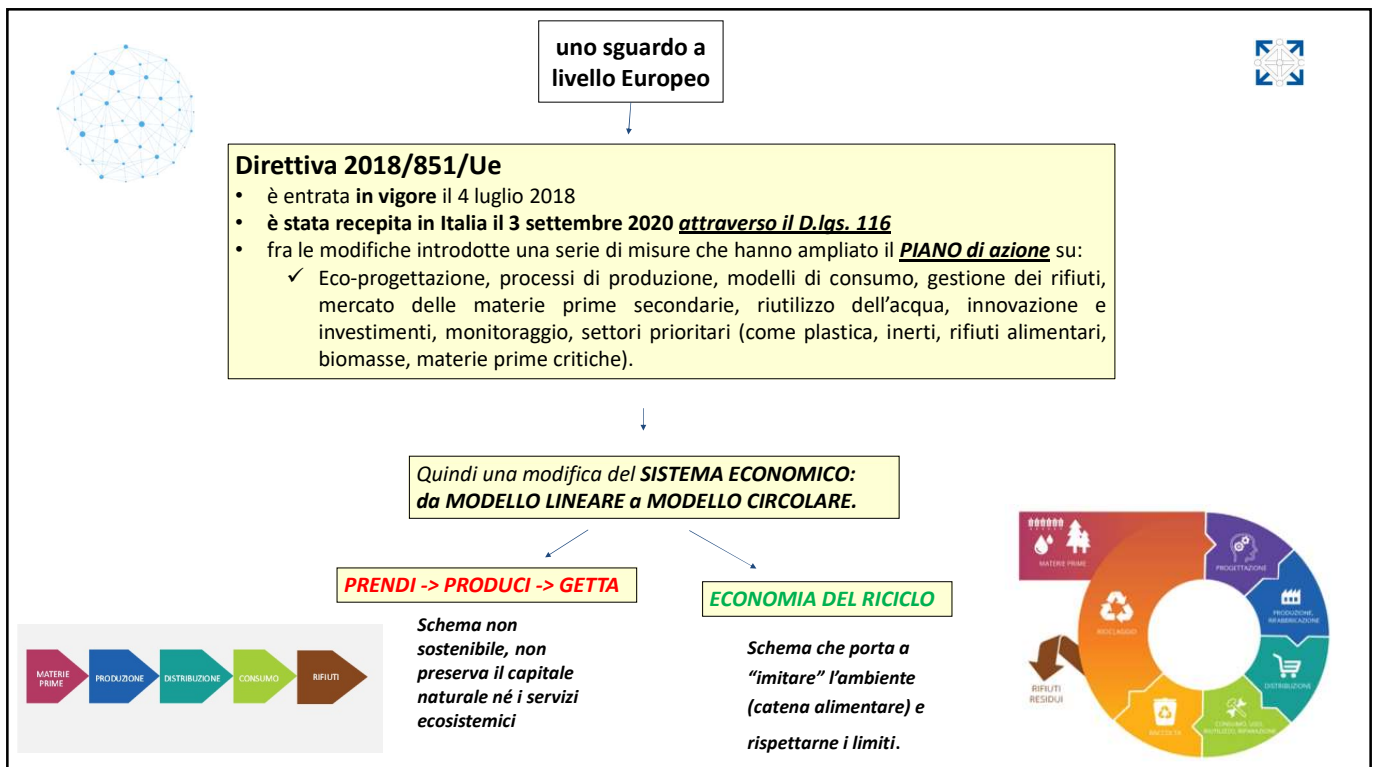 uno sguardo a
livello Europeo
Direttiva 2018/851/Ue
• è entrata in vigore il 4 luglio 2018
• è stata recepita in Italia il 3 settembre 2020 attraverso il D.lgs. 116
• fra le modifiche introdotte una serie di misure che hanno ampliato il PIANO di azione su:
✓ Eco-progettazione, processi di produzione, modelli di consumo, gestione dei rifiuti,
mercato delle materie prime secondarie, riutilizzo dell'acqua, innovazione e
investimenti, monitoraggio, settori prioritari (come plastica, inerti, rifiuti alimentari,
biomasse, materie prime critiche).
Quindi una modifica del SISTEMA ECONOMICO:
da MODELLO LINEARE a MODELLO CIRCOLARE.
PRENDI -> PRODUCI -> GETTA
Schema non
sostenibile, non
preserva il capitale
naturale né i servizi
ecosistemici
ECONOMIA DEL RICICLO
Schema che porta a
“imitare” l'ambiente
(catena alimentare) e
rispettarne i limiti.
MATERIE
PRIME
PRODUZIONE
DISTRIBUZIONE
CONSUMO
RIFIUTI
MATERIE PRIME
PROGETTAZIONE
PRODUZIONE,
RIFABBRICAZIONE
DISTRIBUZIONE
CONSUMO, USO,
RIUTILIZZO, RIPARAZIONE
RACCOLTA
RICICLAGGIO
RIFIUTI
RESIDUI